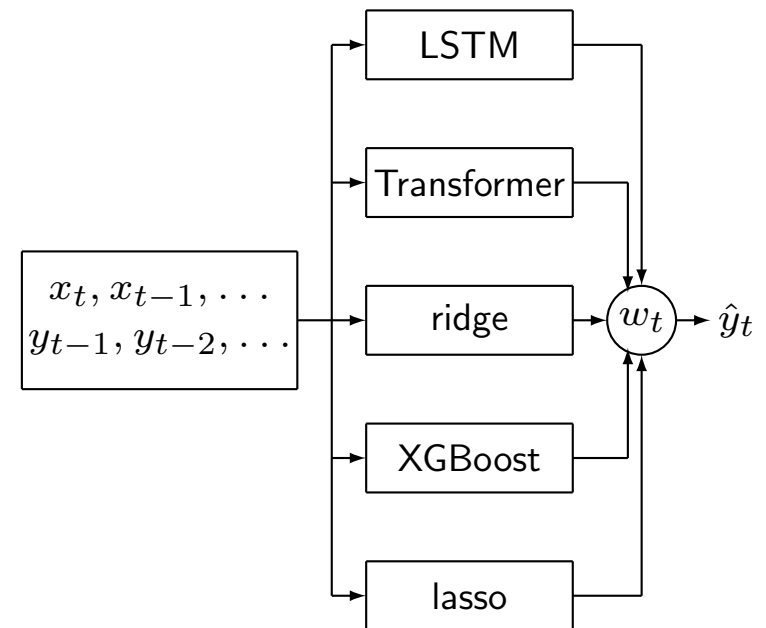 LSTM
Transformer
x_t, x_{t−1}, . . .
y_{t−1}, y_{t−2}, . . .
ridge
w_t
ŷ_t
XGBoost
lasso